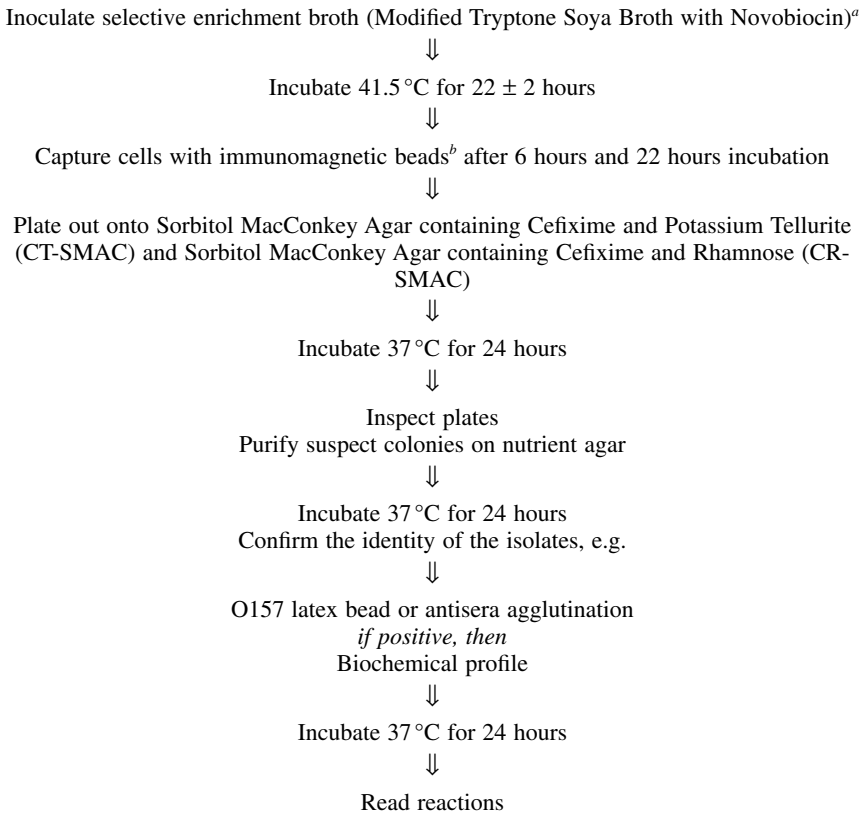 Inoculate selective enrichment broth (Modified Tryptone Soya Broth with Novobiocin)ᵃ
⇓
Incubate 41.5 °C for 22 ± 2 hours
⇓
Capture cells with immunomagnetic beadsᵇ after 6 hours and 22 hours incubation
⇓
Plate out onto Sorbitol MacConkey Agar containing Cefixime and Potassium Tellurite
(CT-SMAC) and Sorbitol MacConkey Agar containing Cefixime and Rhamnose (CR-
SMAC)
⇓
Incubate 37 °C for 24 hours
⇓
Inspect plates
Purify suspect colonies on nutrient agar
⇓
Incubate 37 °C for 24 hours
Confirm the identity of the isolates, e.g.
⇓
O157 latex bead or antisera agglutination
if positive, then
Biochemical profile
⇓
Incubate 37 °C for 24 hours
⇓
Read reactions